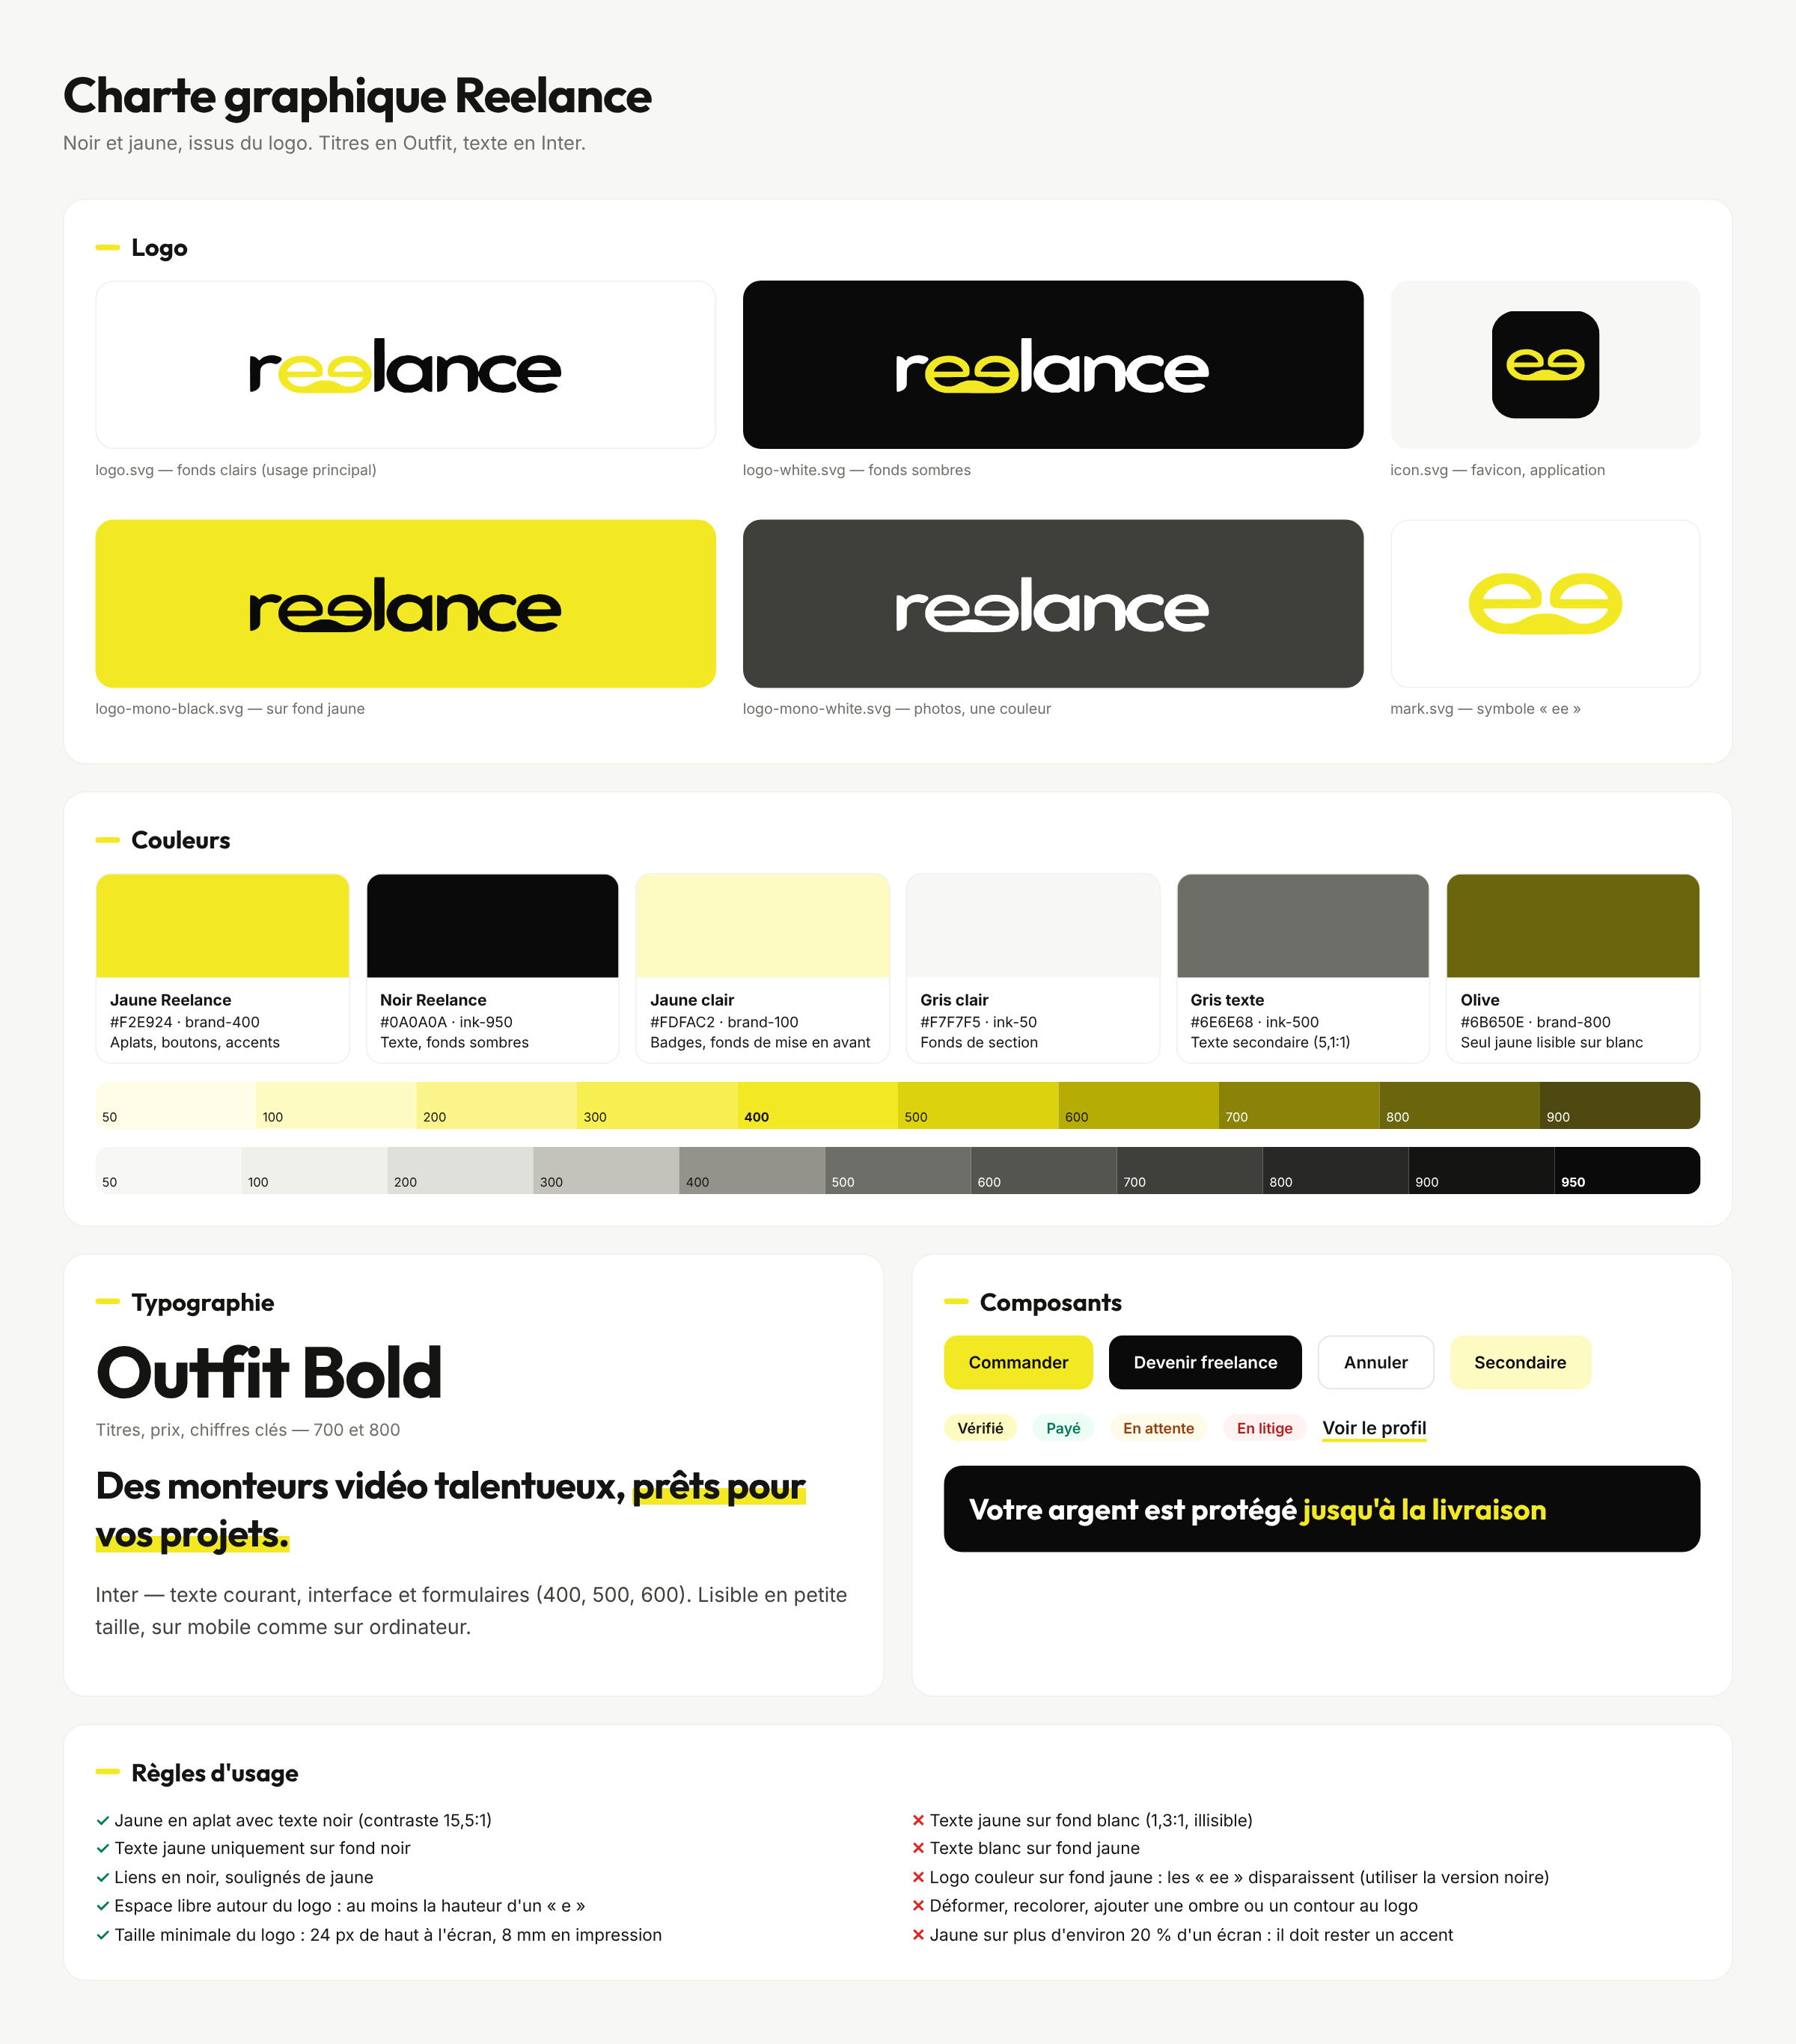 Charte graphique Reelance
Noir et jaune, issus du logo. Titres en Outfit, texte en Inter.
Logo
reelance
reelance
ee
logo.svg — fonds clairs (usage principal)
logo-white.svg — fonds sombres
icon.svg — favicon, application
reelance
reelance
ee
logo-mono-black.svg — sur fond jaune
logo-mono-white.svg — photos, une couleur
mark.svg — symbole « ee »
Couleurs
Jaune Reelance
#F2E924 · brand-400
Aplats, boutons, accents
Noir Reelance
#0A0A0A · ink-950
Texte, fonds sombres
Jaune clair
#FDFAC2 · brand-100
Badges, fonds de mise en avant
Gris clair
#F7F7F5 · ink-50
Fonds de section
Gris texte
#6E6E68 · ink-500
Texte secondaire (5,1:1)
Olive
#6B650E · brand-800
Seul jaune lisible sur blanc
50 100 200 300 400 500 600 700 800 900
50 100 200 300 400 500 600 700 800 900 950
Typographie
Outfit Bold
Titres, prix, chiffres clés — 700 et 800
Des monteurs vidéo talentueux, prêts pour
vos projets.
Inter — texte courant, interface et formulaires (400, 500, 600). Lisible en petite
taille, sur mobile comme sur ordinateur.
Composants
Commander
Devenir freelance
Annuler
Secondaire
Vérifié
Payé
En attente
En litige
Voir le profil
Votre argent est protégé jusqu'à la livraison
Règles d'usage
✓ Jaune en aplat avec texte noir (contraste 15,5:1)
✓ Texte jaune uniquement sur fond noir
✓ Liens en noir, soulignés de jaune
✓ Espace libre autour du logo : au moins la hauteur d'un « e »
✓ Taille minimale du logo : 24 px de haut à l'écran, 8 mm en impression
✕ Texte jaune sur fond blanc (1,3:1, illisible)
✕ Texte blanc sur fond jaune
✕ Logo couleur sur fond jaune : les « ee » disparaissent (utiliser la version noire)
✕ Déformer, recolorer, ajouter une ombre ou un contour au logo
✕ Jaune sur plus d'environ 20 % d'un écran : il doit rester un accent